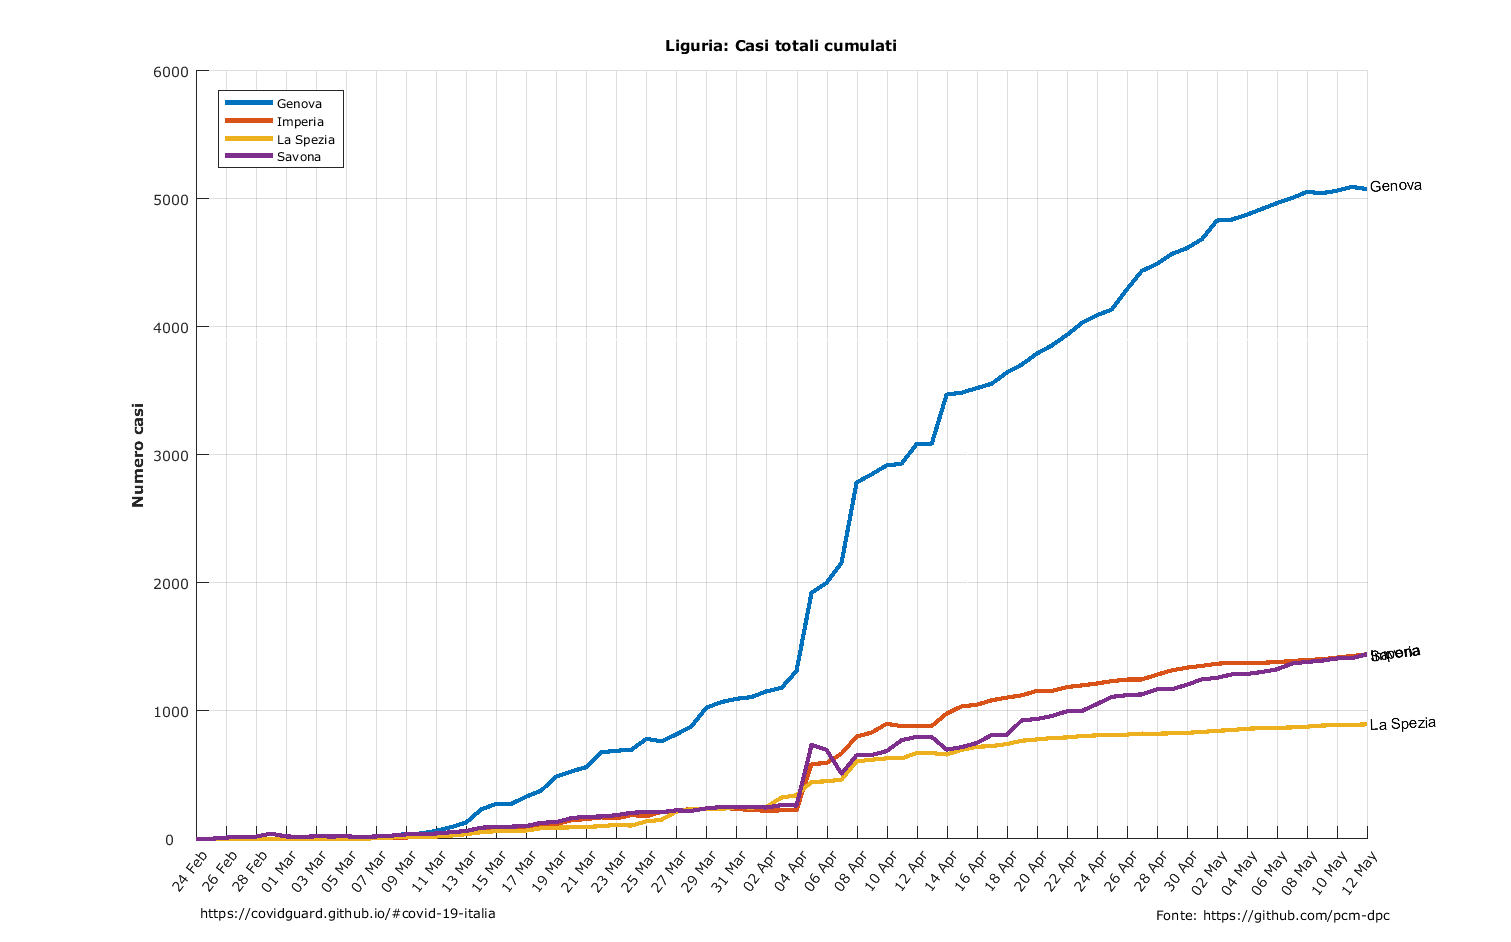 Liguria: Casi totali cumulati
6000
5000
4000
3000
2000
1000
0
Numero casi
Genova
Imperia
La Spezia
Savona
Genova
Imperia
Savona
La Spezia
24 Feb
26 Feb
28 Feb
01 Mar
03 Mar
05 Mar
07 Mar
09 Mar
11 Mar
13 Mar
15 Mar
17 Mar
19 Mar
21 Mar
23 Mar
25 Mar
27 Mar
29 Mar
31 Mar
02 Apr
04 Apr
06 Apr
08 Apr
10 Apr
12 Apr
14 Apr
16 Apr
18 Apr
20 Apr
22 Apr
24 Apr
26 Apr
28 Apr
30 Apr
02 May
04 May
06 May
08 May
10 May
12 May
https://covidguard.github.io/#covid-19-italia
Fonte: https://github.com/pcm-dpc